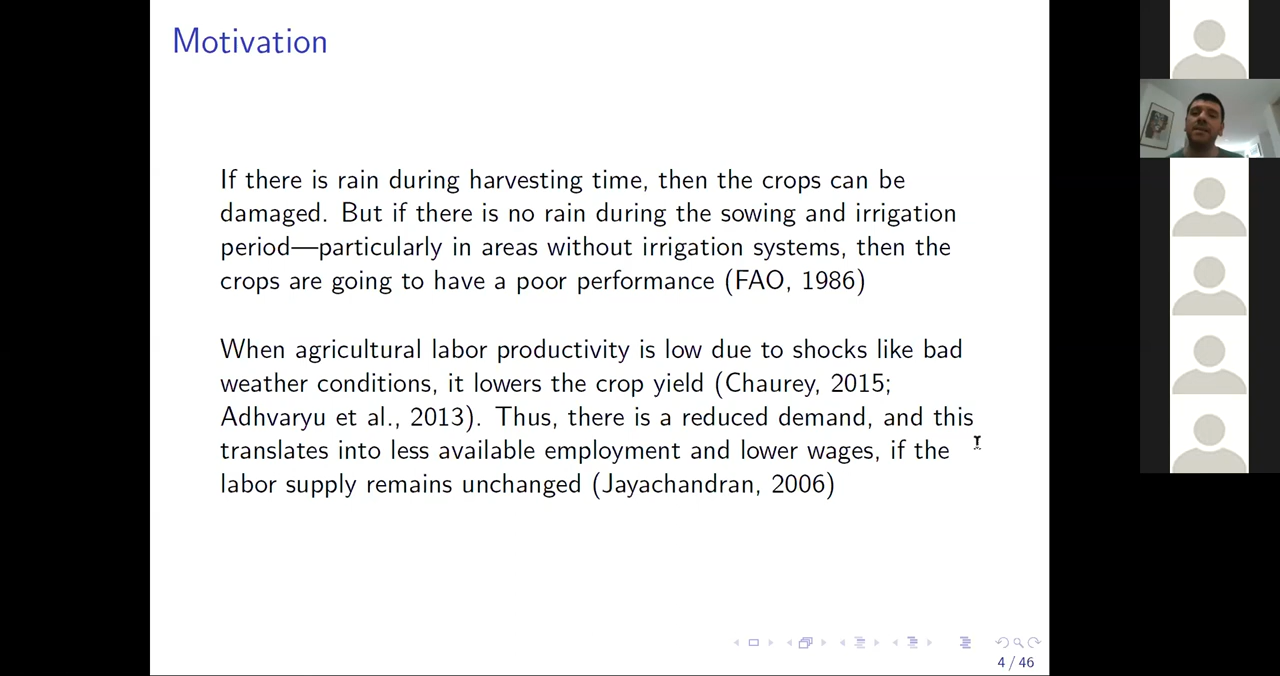 Motivation
If there is rain during harvesting time, then the crops can be
damaged. But if there is no rain during the sowing and irrigation
period—particularly in areas without irrigation systems, then the
crops are going to have a poor performance (FAO, 1986)
When agricultural labor productivity is low due to shocks like bad
weather conditions, it lowers the crop yield (Chaurey, 2015;
Adhvaryu et al., 2013). Thus, there is a reduced demand, and this
translates into less available employment and lower wages, if the
labor supply remains unchanged (Jayachandran, 2006)
4 / 46